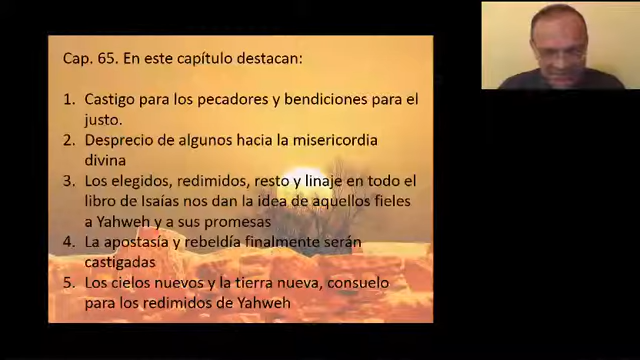 Cap. 65. En este capítulo destacan:
1. Castigo para los pecadores y bendiciones para el
justo.
2. Desprecio de algunos hacia la misericordia
divina
3. Los elegidos, redimidos, resto y linaje en todo el
libro de Isaías nos dan la idea de aquellos fieles
a Yahweh y a sus promesas
4. La apostasía y rebeldía finalmente serán
castigadas
5. Los cielos nuevos y la tierra nueva, consuelo
para los redimidos de Yahweh